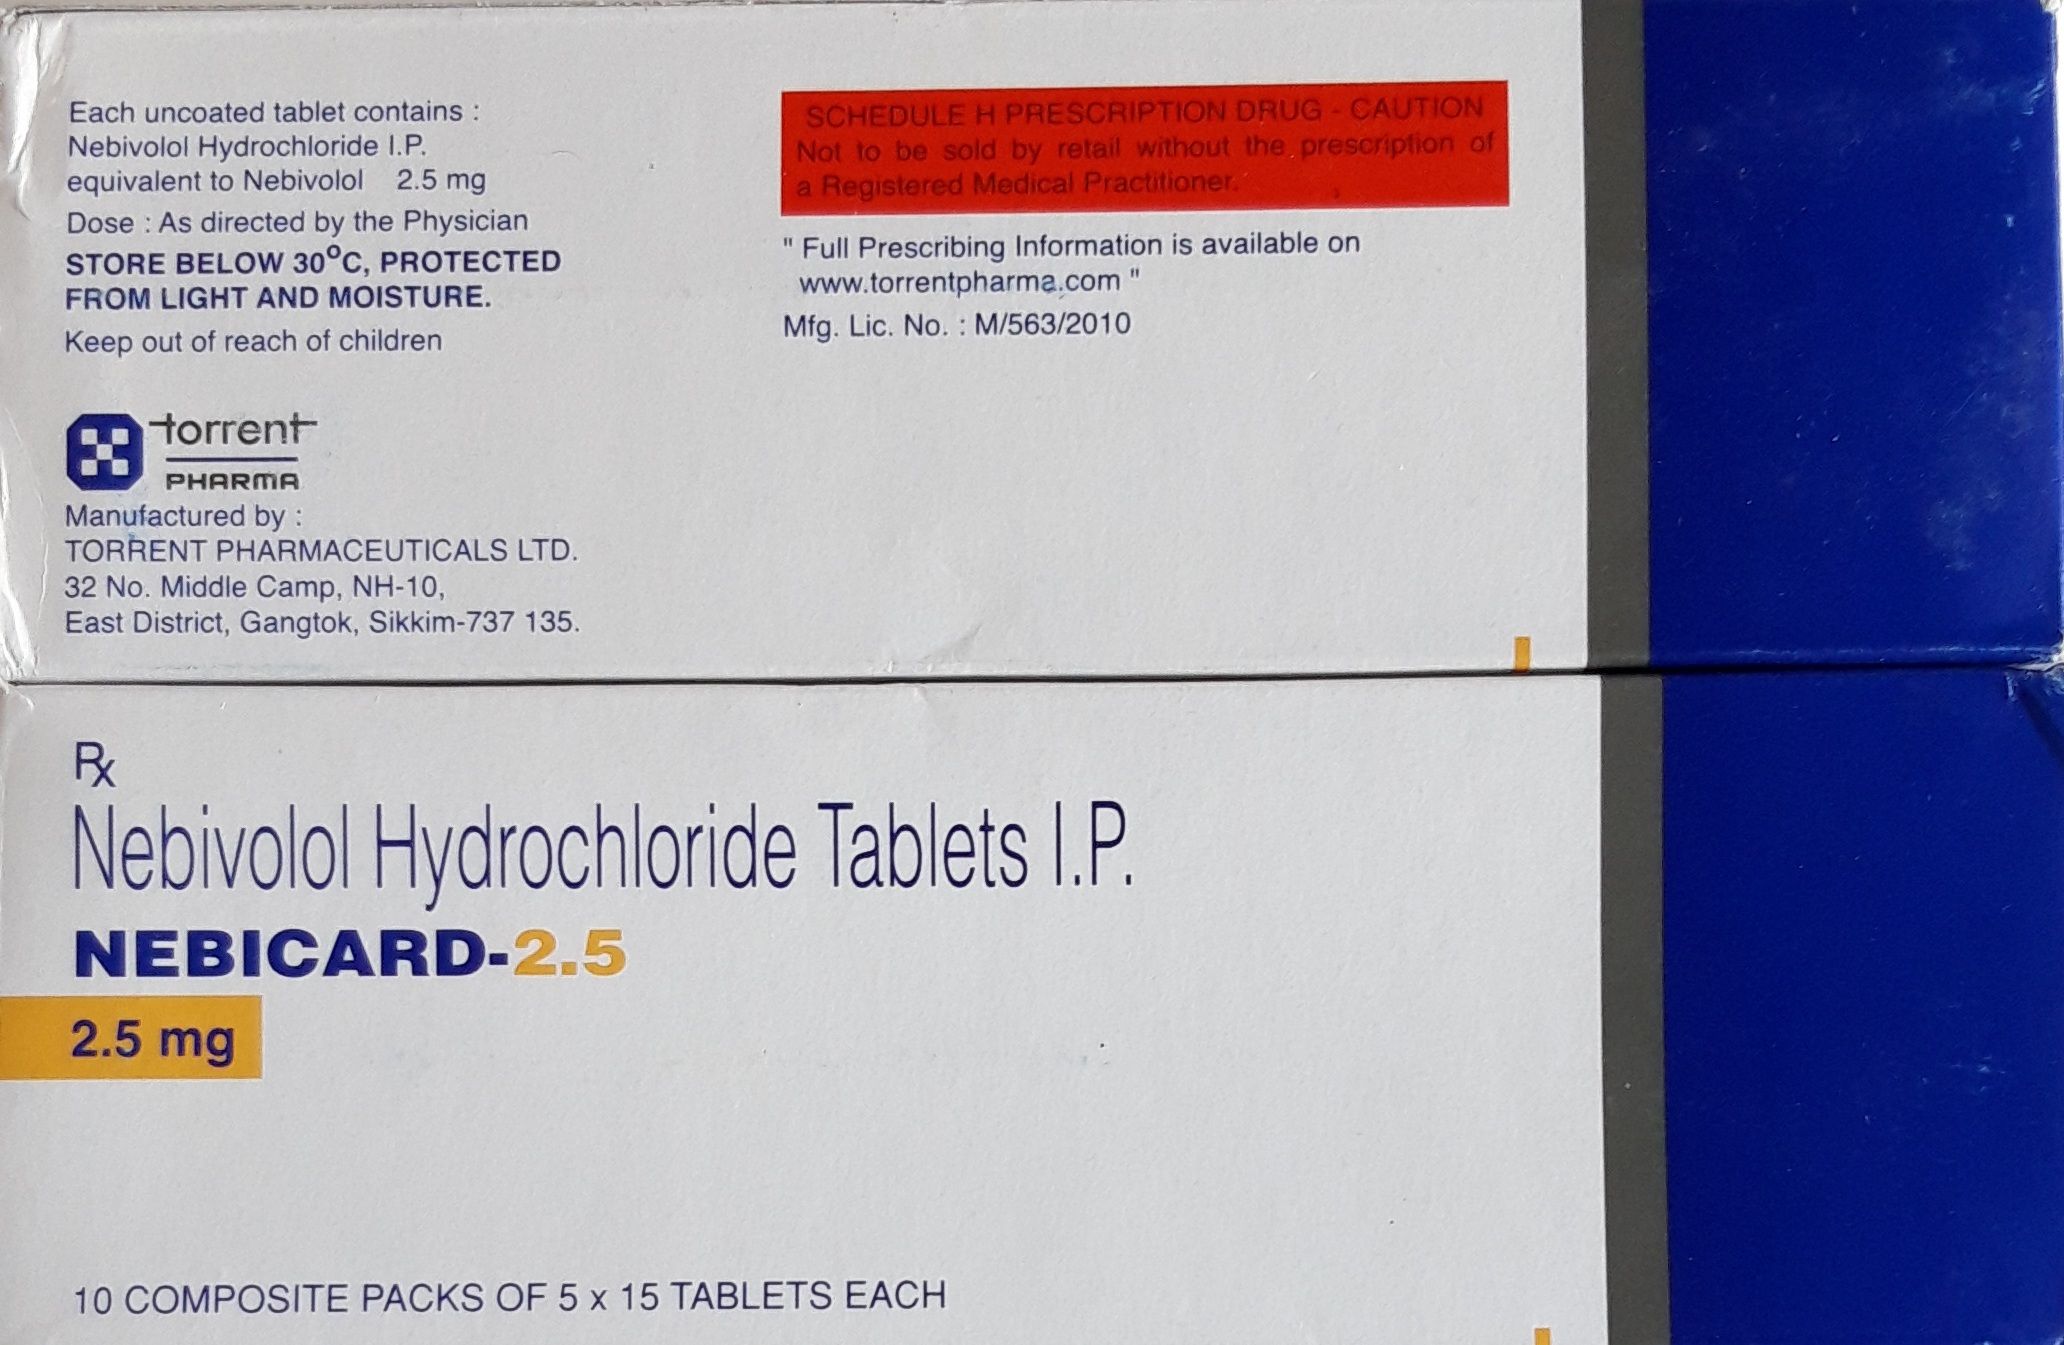 Each uncoated tablet contains :
Nebivolol Hydrochloride I.P.
equivalent to Nebivolol 2.5 mg
Dose : As directed by the Physician
STORE BELOW 30°C, PROTECTED
FROM LIGHT AND MOISTURE.
Keep out of reach of children
torrent
PHARMA
Manufactured by :
TORRENT PHARMACEUTICALS LTD.
32 No. Middle Camp, NH-10,
East District, Gangtok, Sikkim-737 135.
SCHEDULE H PRESCRIPTION DRUG - CAUTION
Not to be sold by retail without the prescription of
a Registered Medical Practitioner.
" Full Prescribing Information is available on
www.torrentpharma.com "
Mfg. Lic. No. : M/563/2010
Rx
Nebivolol Hydrochloride Tablets I.P.
NEBICARD-2.5
2.5 mg
10 COMPOSITE PACKS OF 5 x 15 TABLETS EACH